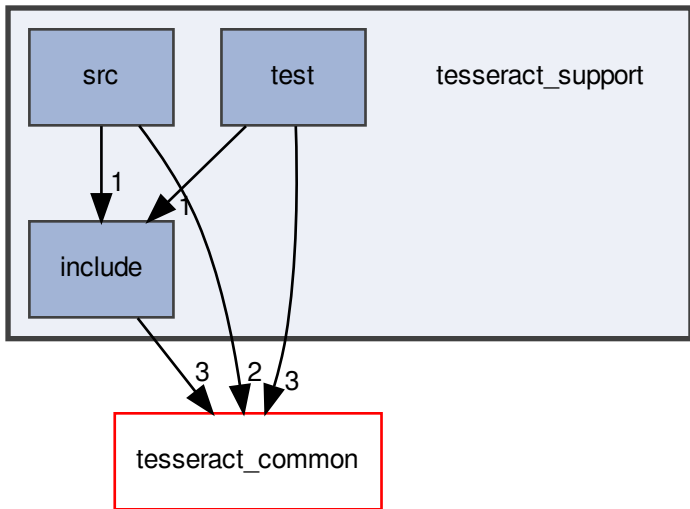 src
test
tesseract_support
1
1
include
3
2
3
tesseract_common